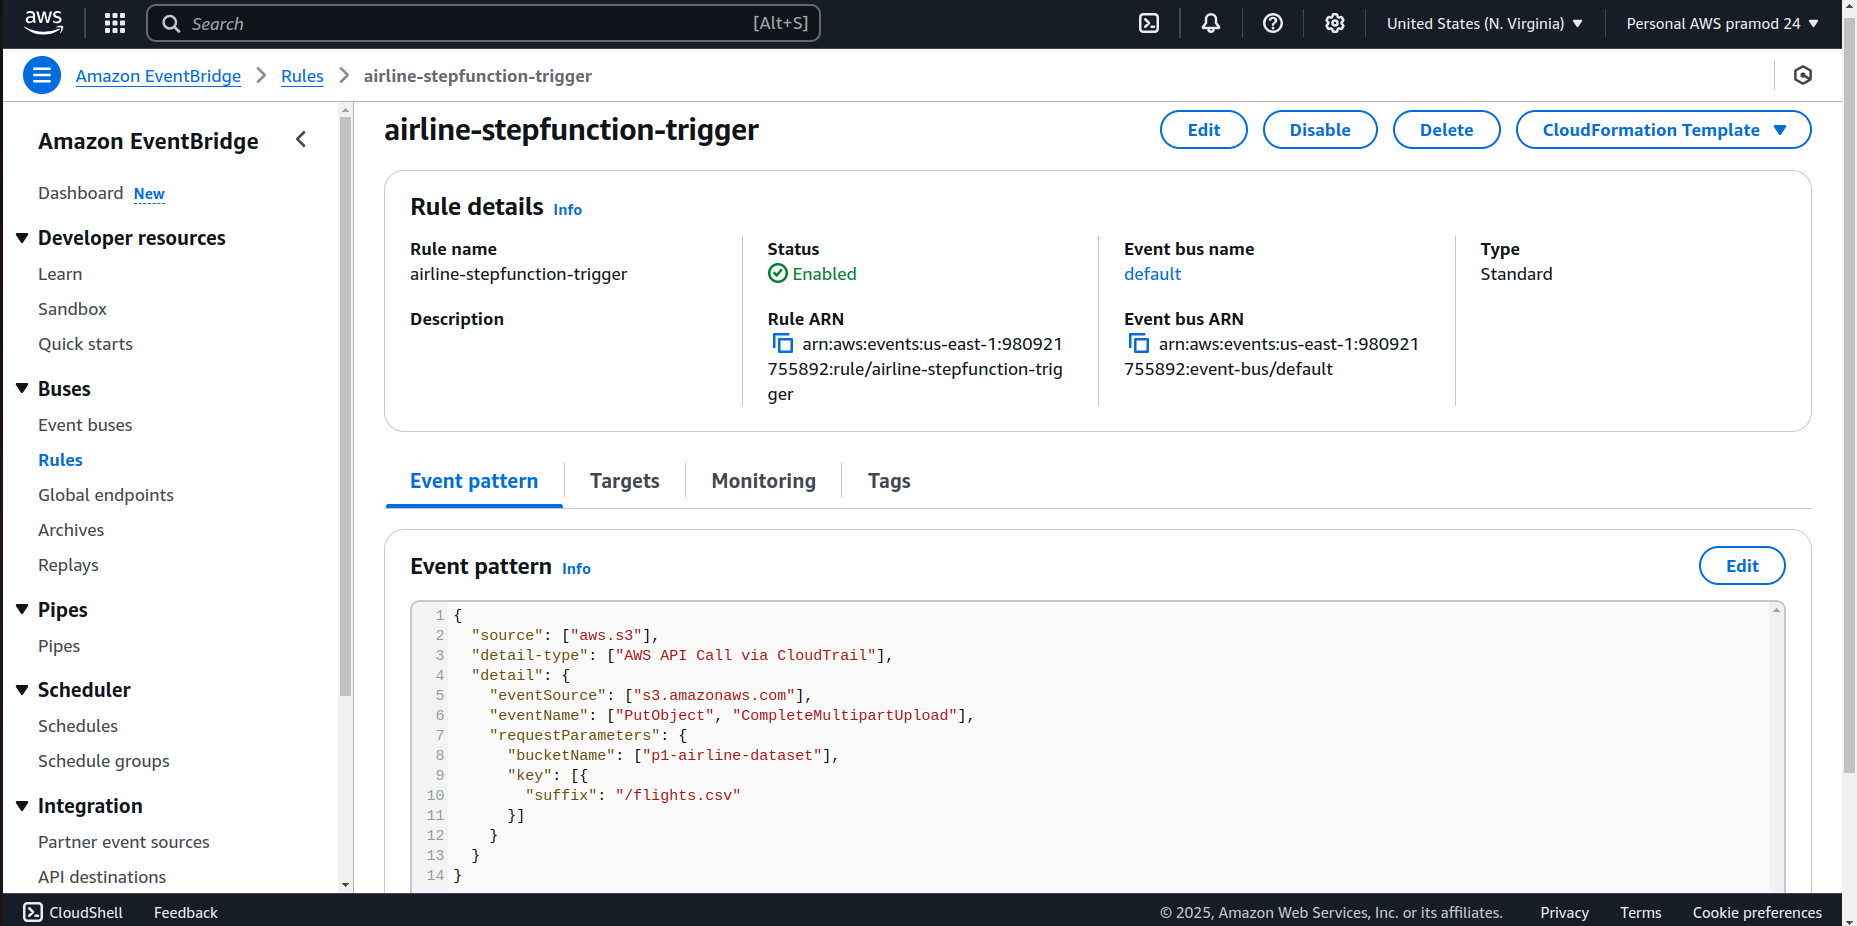 aws
Search
[Alt+S]
United States (N. Virginia)
Personal AWS pramod 24
Amazon EventBridge
Rules
airline-stepfunction-trigger
Amazon EventBridge
Dashboard New
Developer resources
Learn
Sandbox
Quick starts
Buses
Event buses
Rules
Global endpoints
Archives
Replays
Pipes
Pipes
Scheduler
Schedules
Schedule groups
Integration
Partner event sources
API destinations
airline-stepfunction-trigger
Edit
Disable
Delete
CloudFormation Template
Rule details Info
Rule name
airline-stepfunction-trigger
Description
Status
Enabled
Rule ARN
arn:aws:events:us-east-1:980921
755892:rule/airline-stepfunction-trig
ger
Event bus name
default
Event bus ARN
arn:aws:events:us-east-1:980921
755892:event-bus/default
Type
Standard
Event pattern
Targets
Monitoring
Tags
Event pattern Info
Edit
1 {
2   "source": ["aws.s3"],
3   "detail-type": ["AWS API Call via CloudTrail"],
4   "detail": {
5     "eventSource": ["s3.amazonaws.com"],
6     "eventName": ["PutObject", "CompleteMultipartUpload"],
7     "requestParameters": {
8       "bucketName": ["p1-airline-dataset"],
9       "key": [{
10         "suffix": "/flights.csv"
11       }]
12     }
13   }
14 }
CloudShell
Feedback
© 2025, Amazon Web Services, Inc. or its affiliates.
Privacy
Terms
Cookie preferences